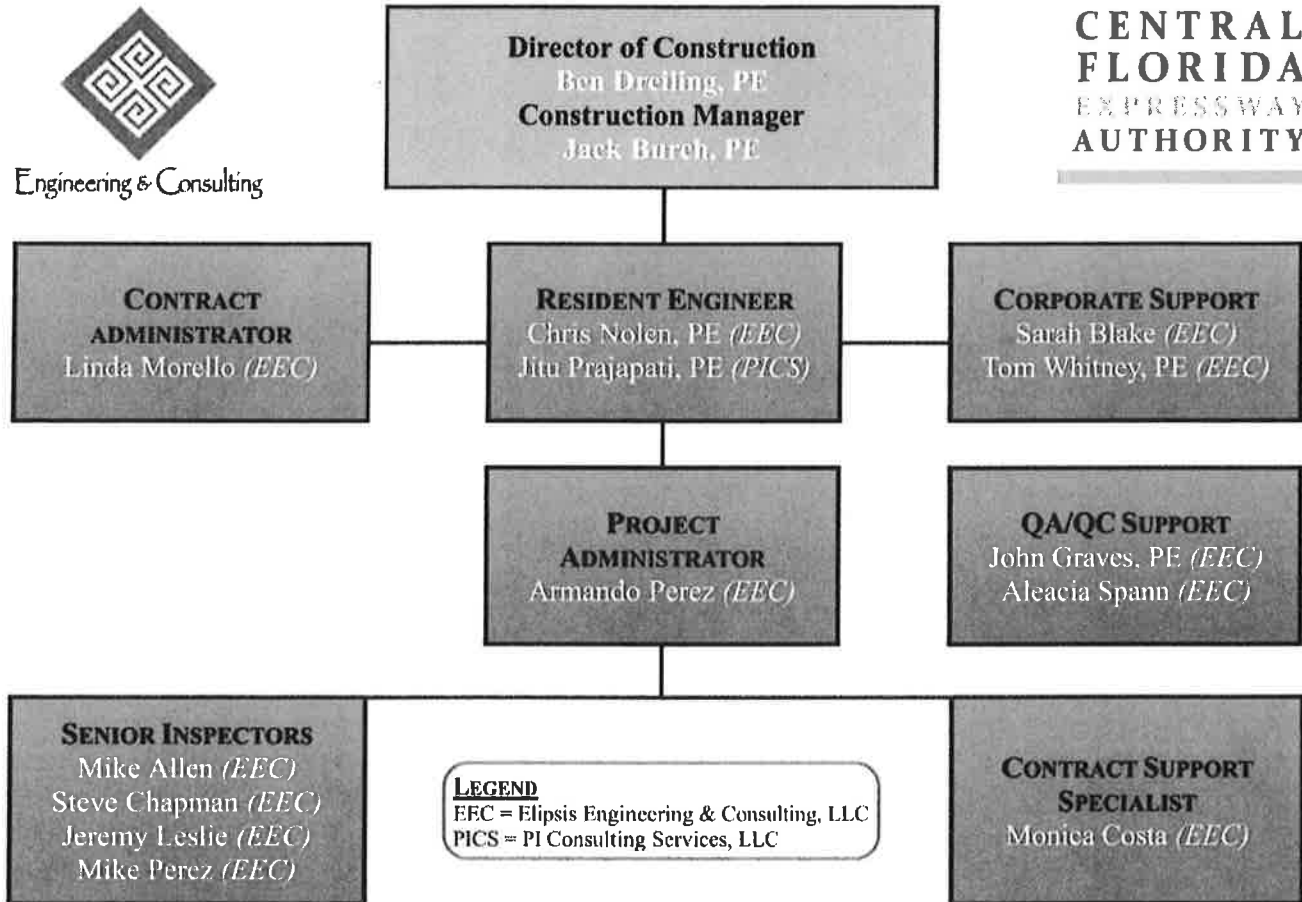 Engineering & Consulting
Director of Construction
Ben Dreiling, PE
Construction Manager
Jack Burch, PE
CENTRAL
FLORIDA
EXPRESSWAY
AUTHORITY
CONTRACT
ADMINISTRATOR
Linda Morello (EEC)
RESIDENT ENGINEER
Chris Nolen, PE (EEC)
Jitu Prajapati, PE (PICS)
CORPORATE SUPPORT
Sarah Blake (EEC)
Tom Whitney, PE (EEC)
PROJECT
ADMINISTRATOR
Armando Perez (EEC)
QA/QC SUPPORT
John Graves, PE (EEC)
Aleacia Spann (EEC)
SENIOR INSPECTORS
Mike Allen (EEC)
Steve Chapman (EEC)
Jeremy Leslie (EEC)
Mike Perez (EEC)
LEGEND
EEC = Elipsis Engineering & Consulting, LLC
PICS = PI Consulting Services, LLC
CONTRACT SUPPORT
SPECIALIST
Monica Costa (EEC)